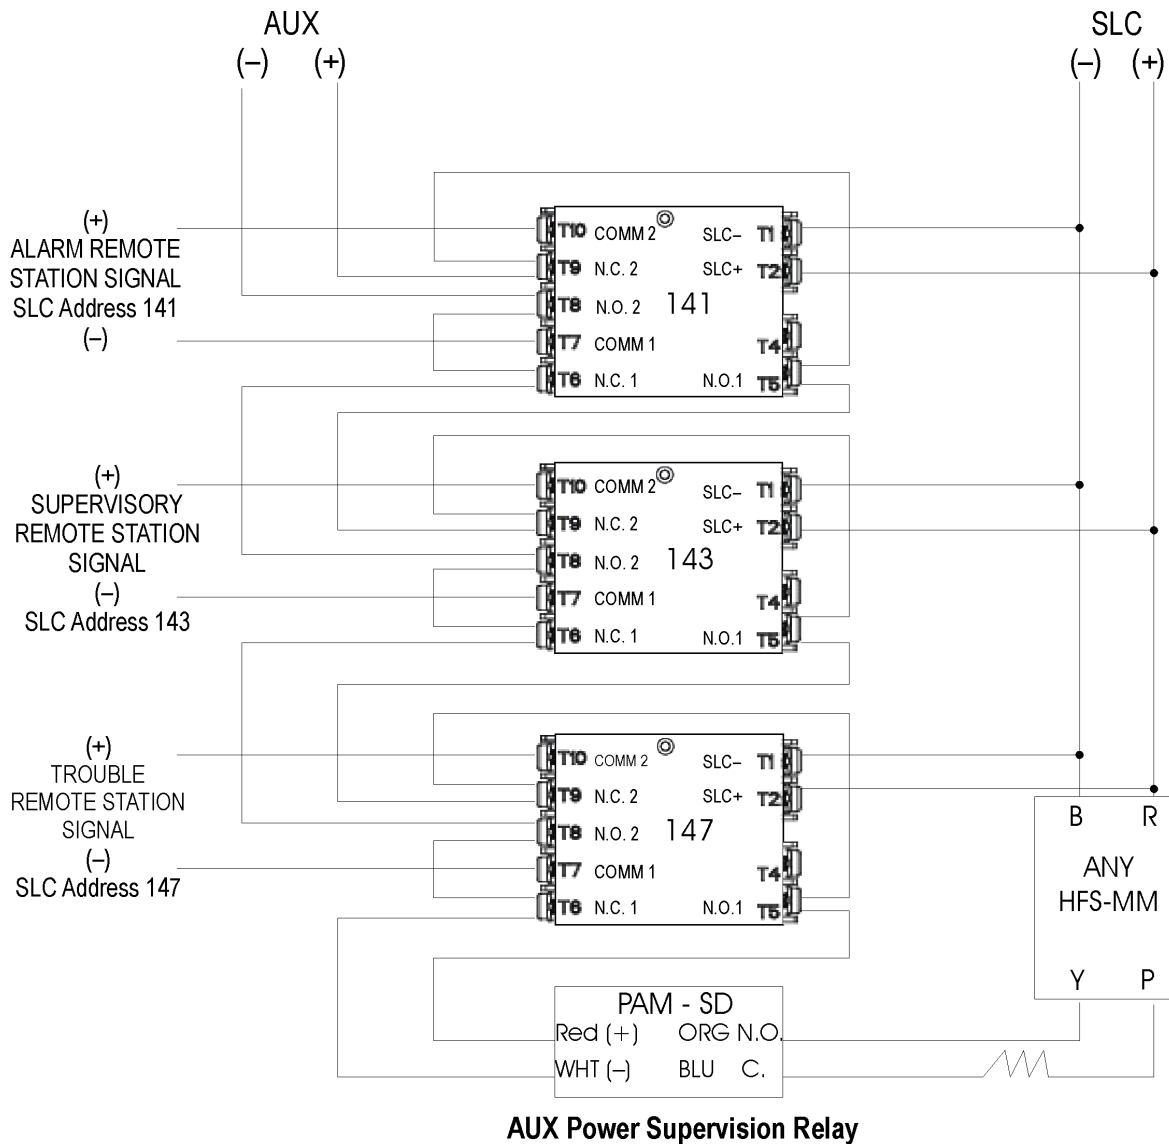 AUX
SLC
(–) (+)
(–) (+)
(+)
ALARM REMOTE
STATION SIGNAL
SLC Address 141
(–)
T10 COMM 2 SLC– T1
T9 N.C. 2 SLC+ T2
T8 N.O. 2 141
T7 COMM 1 T4
T6 N.C. 1 N.O.1 T5
(+)
SUPERVISORY
REMOTE STATION
SIGNAL
(–)
SLC Address 143
T10 COMM 2 SLC– T1
T9 N.C. 2 SLC+ T2
T8 N.O. 2 143
T7 COMM 1 T4
T6 N.C. 1 N.O.1 T5
(+)
TROUBLE
REMOTE STATION
SIGNAL
(–)
SLC Address 147
T10 COMM 2 SLC– T1
T9 N.C. 2 SLC+ T2
T8 N.O. 2 147
T7 COMM 1 T4
T6 N.C. 1 N.O.1 T5
B R
ANY
HFS-MM
Y P
PAM - SD
Red (+) ORG N.O.
WHT (–) BLU C.
AUX Power Supervision Relay